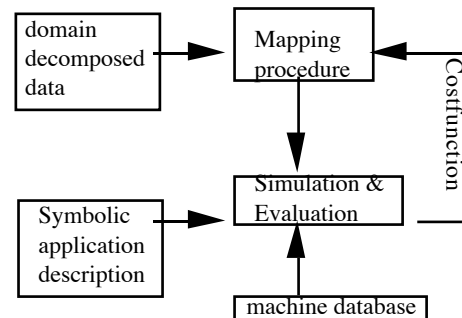 domain
decomposed
data
Mapping
procedure
Costfunction
Simulation &
Evaluation
Symbolic
application
description
machine database